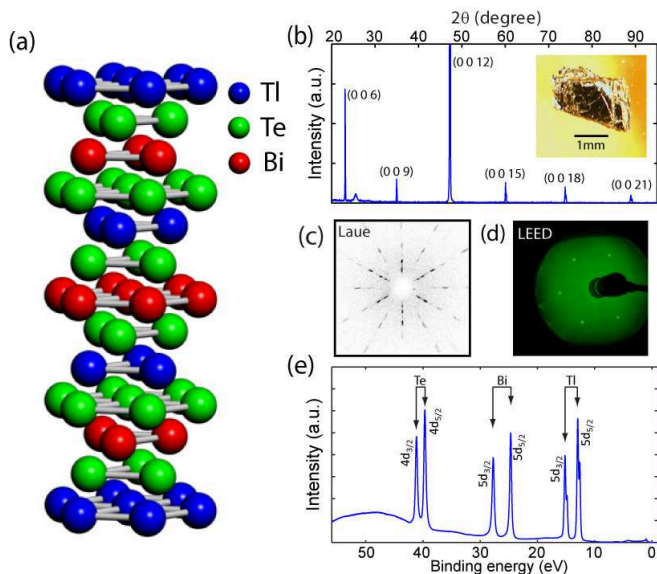 (a)
Tl
Te
Bi
(b)
2θ (degree)
20 30 40 50 60 70 80 90
Intensity (a.u.)
(0 0 6)
(0 0 9)
(0 0 12)
(0 0 15)
(0 0 18)
(0 0 21)
1mm
(c)
Laue
(d)
LEED
(e)
Te
Bi
Tl
4d3/2
4d5/2
5d3/2
5d5/2
5d3/2
5d5/2
Intensity (a.u.)
50 40 30 20 10 0
Binding energy (eV)